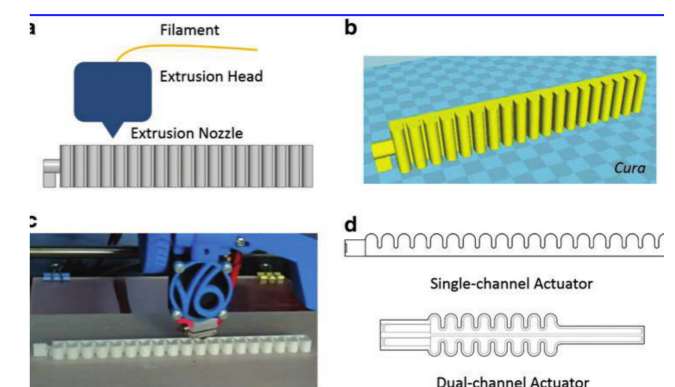 a
Filament
Extrusion Head
Extrusion Nozzle
b
Cura
c
d
Single-channel Actuator
Dual-channel Actuator